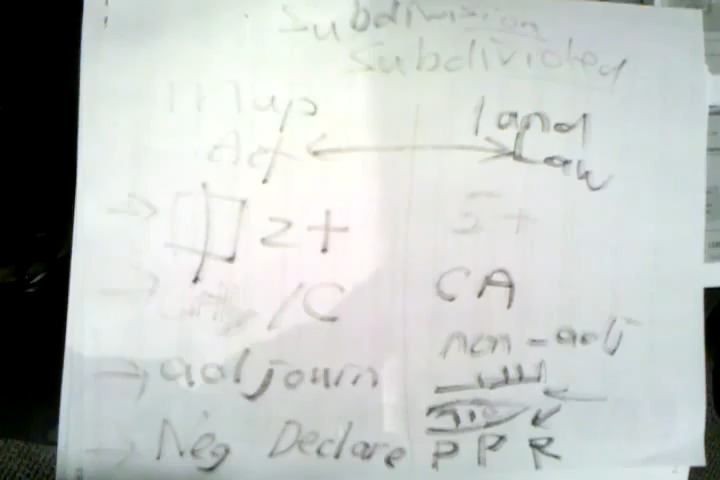 Subdivision
Subdivided
Map
Act
Land
Law
2+
5+
/C
CA
adjourn
non-adj
Neg Declare
PPR